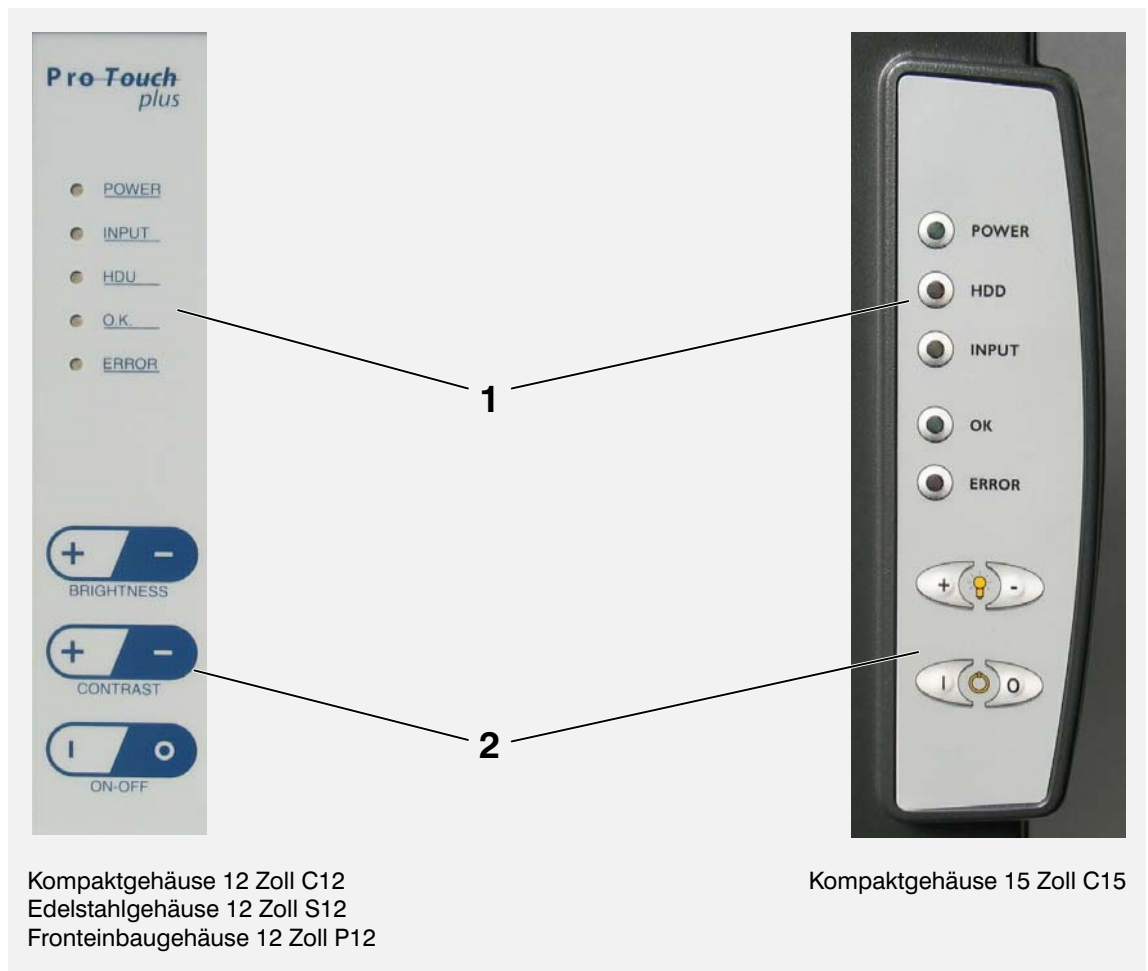 Pro Touch
plus
POWER
INPUT
HDU
O.K.
ERROR
+ -
BRIGHTNESS
+ -
CONTRAST
I O
ON-OFF
1
2
POWER
HDD
INPUT
OK
ERROR
+ -
I O
Kompaktgehäuse 12 Zoll C12
Edelstahlgehäuse 12 Zoll S12
Fronteinbaugehäuse 12 Zoll P12
Kompaktgehäuse 15 Zoll C15